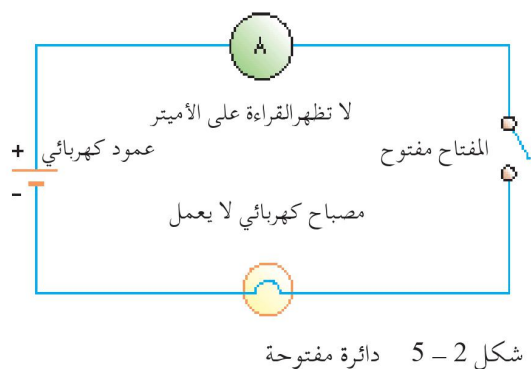 A
لا تظهرالقراءة على الأميتر
المفتاح مفتوح
عمود كهربائي
+
-
مصباح كهربائي لا يعمل
شكل 2 – 5 دائرة مفتوحة